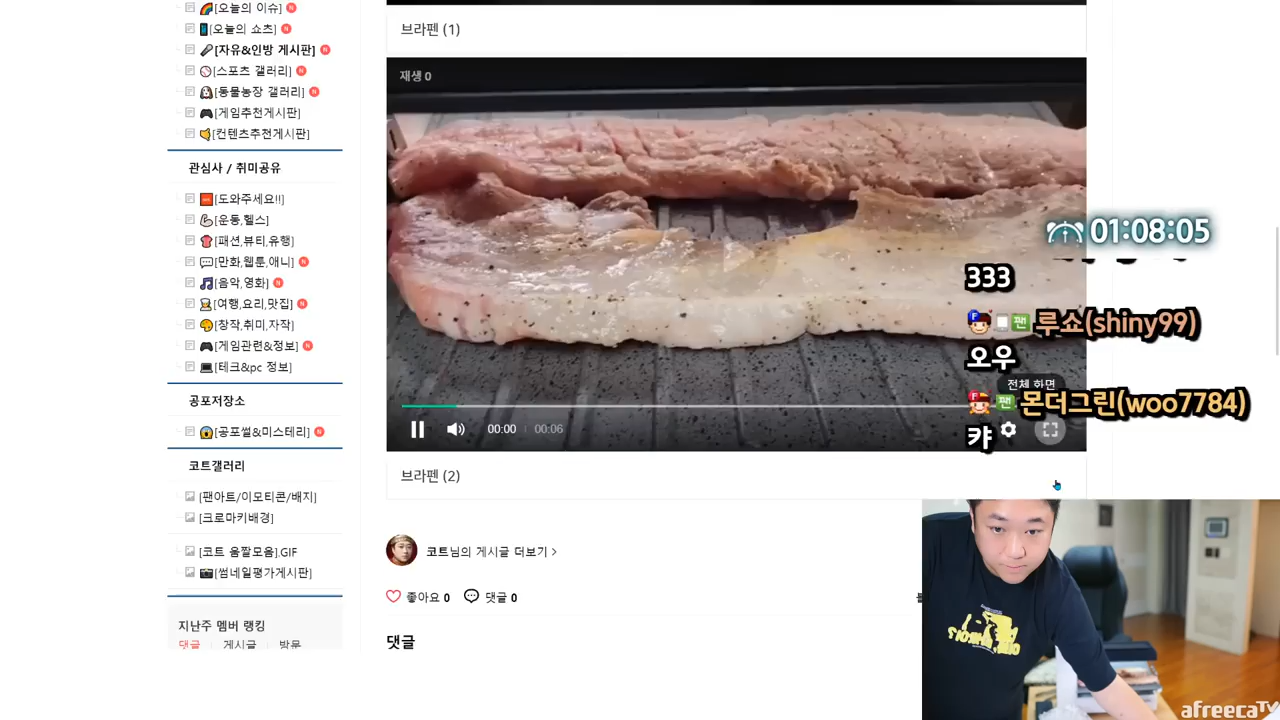 [오늘의 이슈] N
[오늘의 쇼츠] N
[자유&인방 게시판] N
[스포츠 갤러리] N
[동물농장 갤러리] N
[게임추천게시판]
[컨텐츠추천게시판]
관심사 / 취미공유
[도와주세요!!]
[운동,헬스]
[패션,뷰티,유행]
[만화,웹툰,애니] N
[음악,영화] N
[여행,요리,맛집] N
[창작,취미,자작]
[게임관련&정보] N
[테크&pc 정보]
공포저장소
[공포썰&미스테리] N
코트갤러리
[팬아트/이모티콘/배지]
[크로마키배경]
[코트 움짤모음].GIF
[썸네일평가게시판]
지난주 멤버 랭킹
댓글 게시글 방문
브라펜 (1)
재생 0
전체 화면
00:00 00:06
브라펜 (2)
코트님의 게시글 더보기 >
좋아요 0 댓글 0
댓글
01:08:05
333
F 팬 루쇼(shiny99)
오우
F 팬 몬더그린(woo7784)
캬
afreecaTV